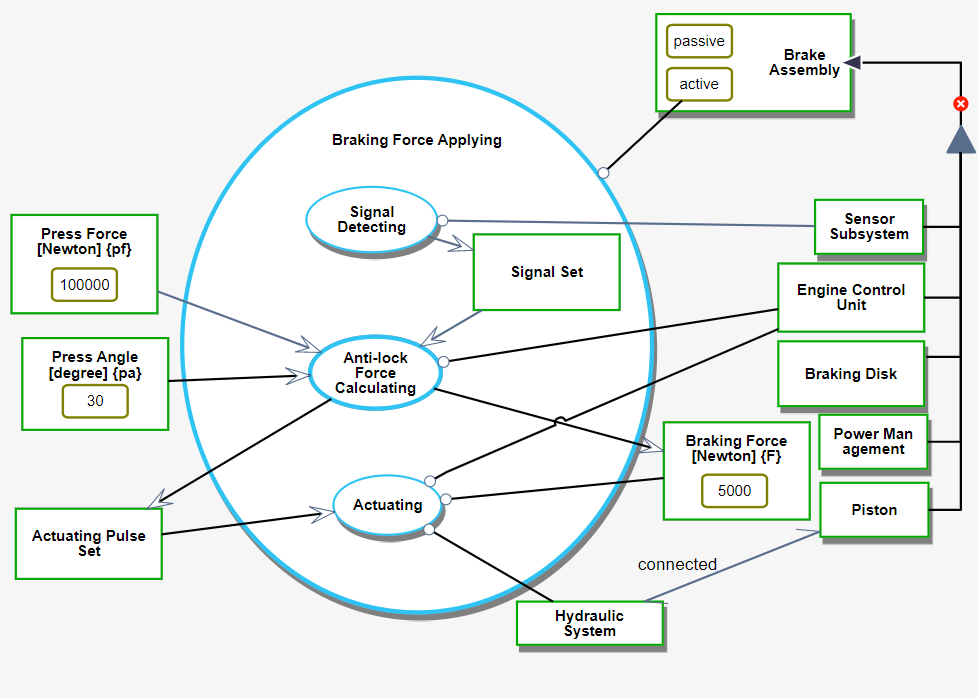 passive
active
Brake
Assembly
Braking Force Applying
Signal
Detecting
Sensor
Subsystem
Press Force
[Newton] {pf}
100000
Signal Set
Engine Control
Unit
Press Angle
[degree] {pa}
30
Anti-lock
Force
Calculating
Braking Disk
Power Man
agement
Braking Force
[Newton] {F}
5000
Actuating
Piston
Actuating Pulse
Set
connected
Hydraulic
System